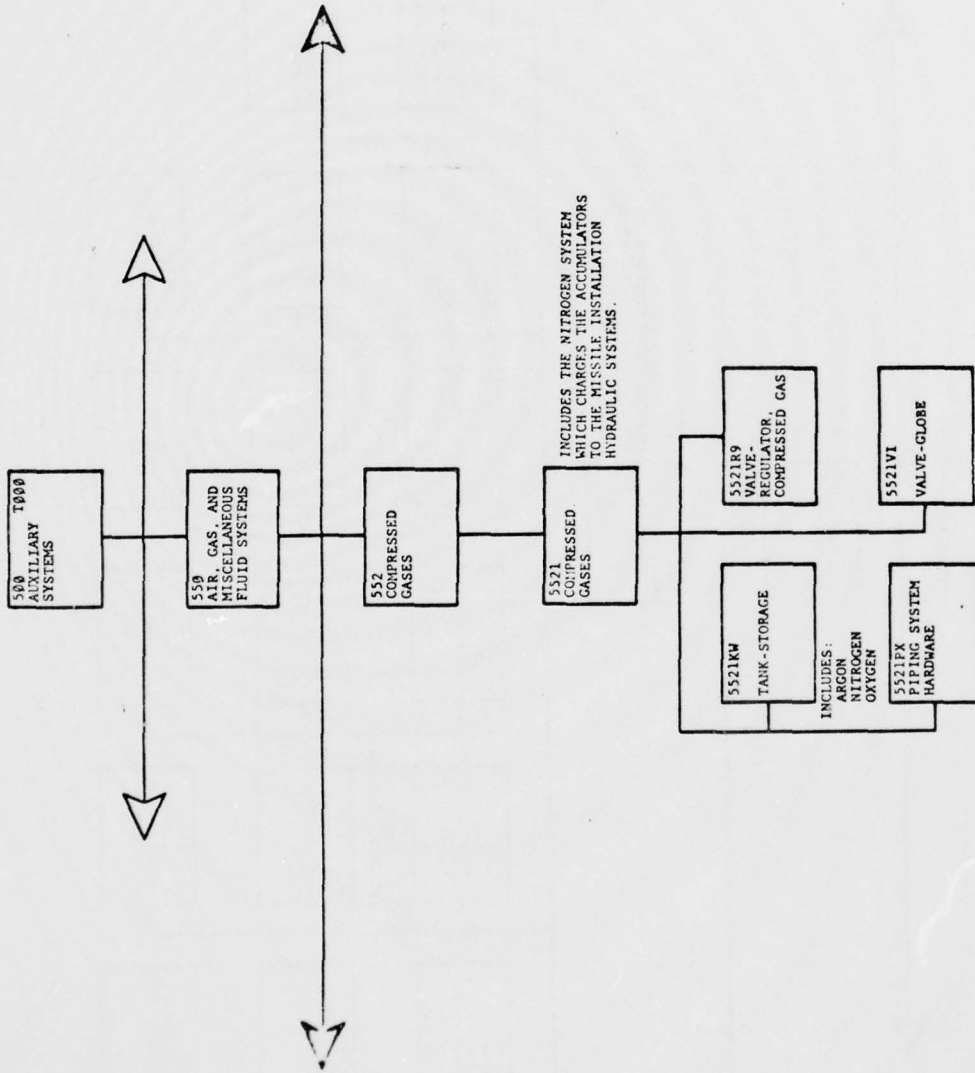 500 T000
AUXILIARY
SYSTEMS
550
AIR, GAS, AND
MISCELLANEOUS
FLUID SYSTEMS
552
COMPRESSED
GASES
5521
COMPRESSED
GASES
INCLUDES THE NITROGEN SYSTEM
WHICH CHARGES THE ACCUMULATORS
TO THE MISSILE INSTALLATION
HYDRAULIC SYSTEMS.
5521KW
TANK-STORAGE
INCLUDES:
ARGON
NITROGEN
OXYGEN
5521R9
VALVE-
REGULATOR,
COMPRESSED GAS
5521PX
PIPING SYSTEM
HARDWARE
5521VI
VALVE-GLOBE